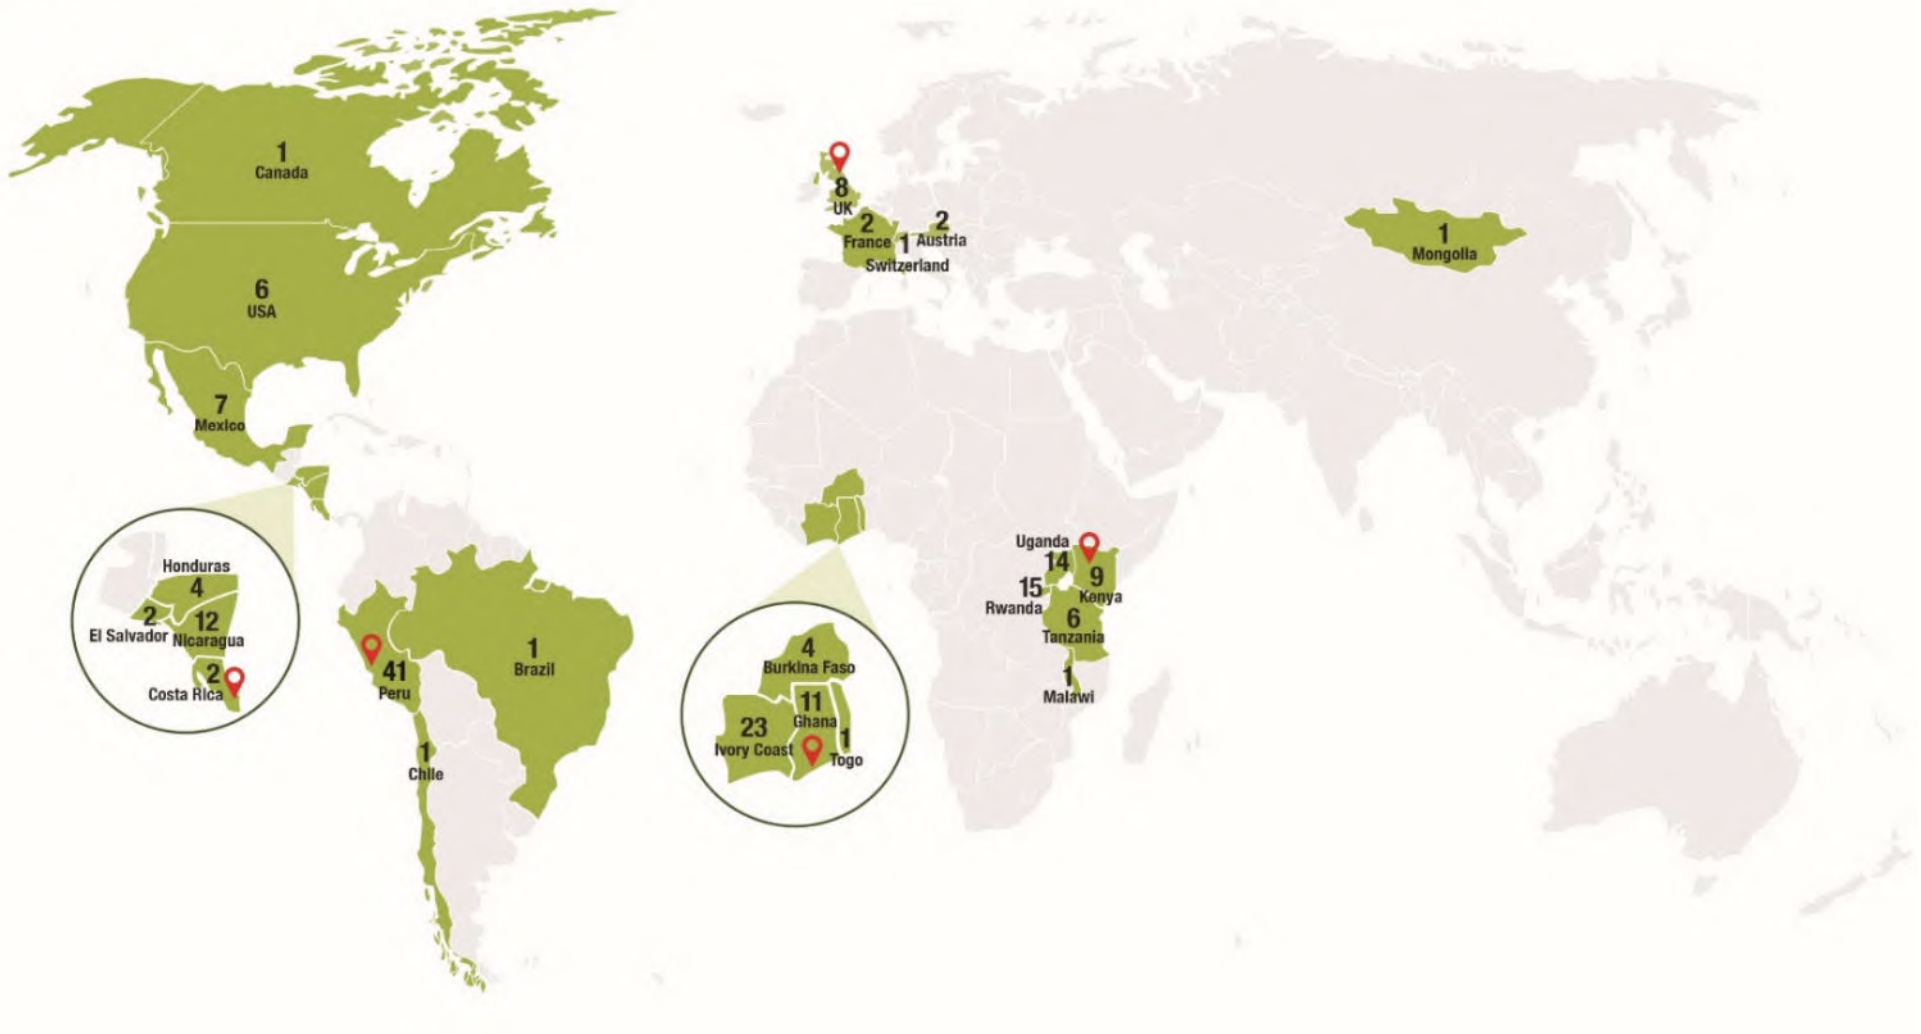 1
Canada
6
USA
7
Mexico
Honduras
4
2
El Salvador
12
Nicaragua
2
Costa Rica
41
Peru
1
Brazil
1
Chile
8
UK
2
France
1
Switzerland
2
Austria
1
Mongolia
4
Burkina Faso
11
Ghana
23
Ivory Coast
1
Togo
Uganda
14
15
Rwanda
9
Kenya
6
Tanzania
1
Malawi